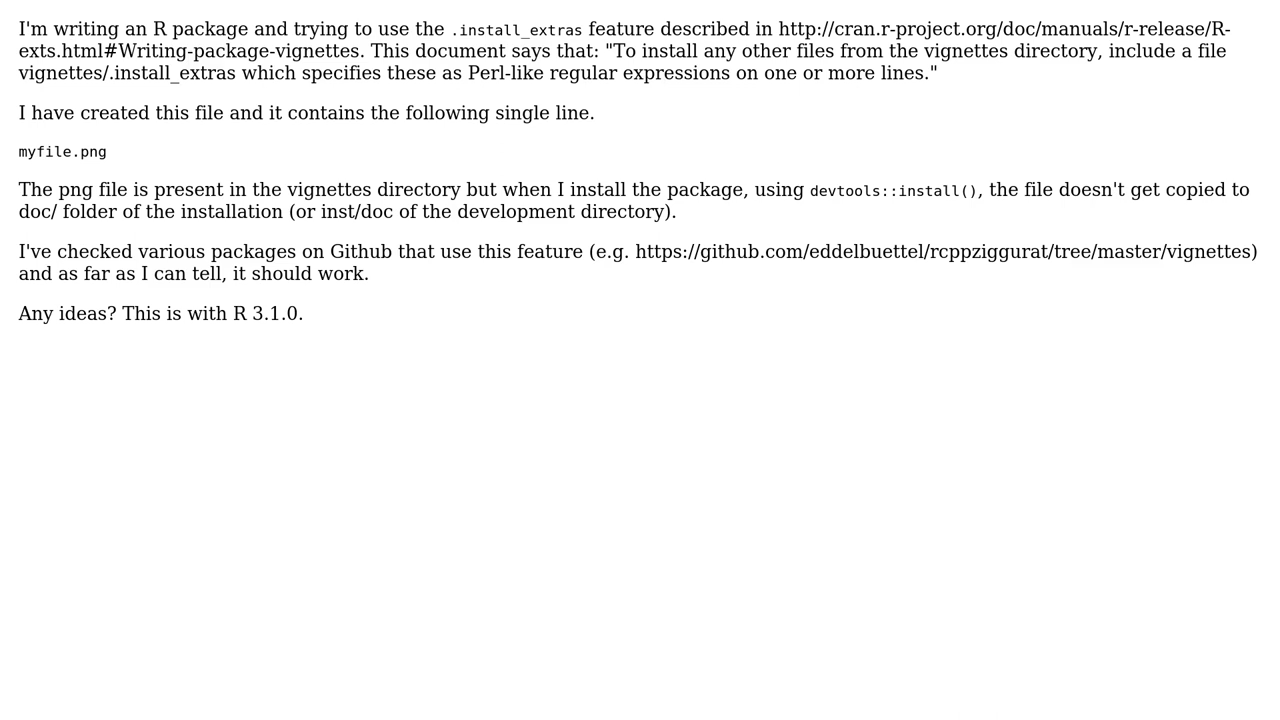 I'm writing an R package and trying to use the .install_extras feature described in http://cran.r-project.org/doc/manuals/r-release/R-
exts.html#Writing-package-vignettes. This document says that: "To install any other files from the vignettes directory, include a file
vignettes/.install_extras which specifies these as Perl-like regular expressions on one or more lines."
I have created this file and it contains the following single line.
myfile.png
The png file is present in the vignettes directory but when I install the package, using devtools::install(), the file doesn't get copied to
doc/ folder of the installation (or inst/doc of the development directory).
I've checked various packages on Github that use this feature (e.g. https://github.com/eddelbuettel/rcppziggurat/tree/master/vignettes)
and as far as I can tell, it should work.
Any ideas? This is with R 3.1.0.